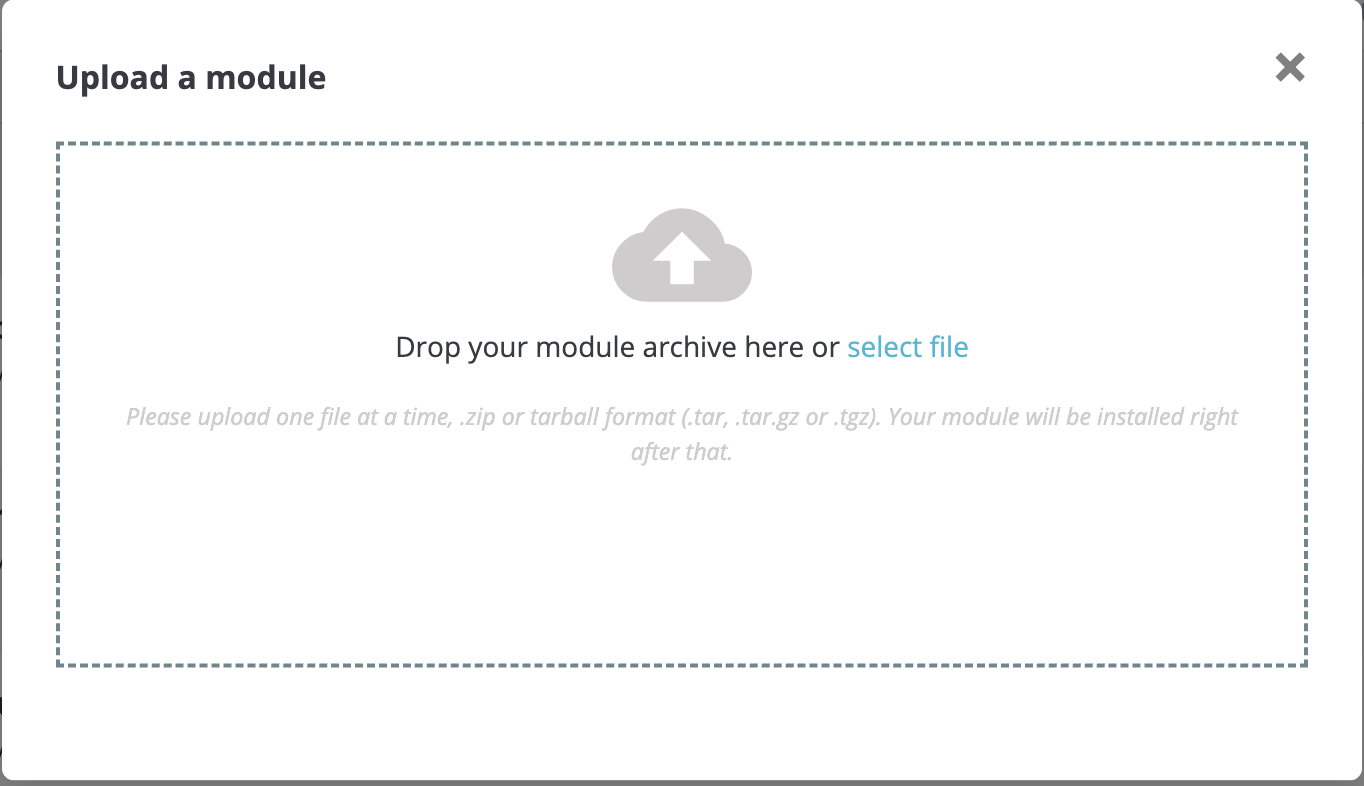 Upload a module
Drop your module archive here or select file
Please upload one file at a time, .zip or tarball format (.tar, .tar.gz or .tgz). Your module will be installed right
after that.